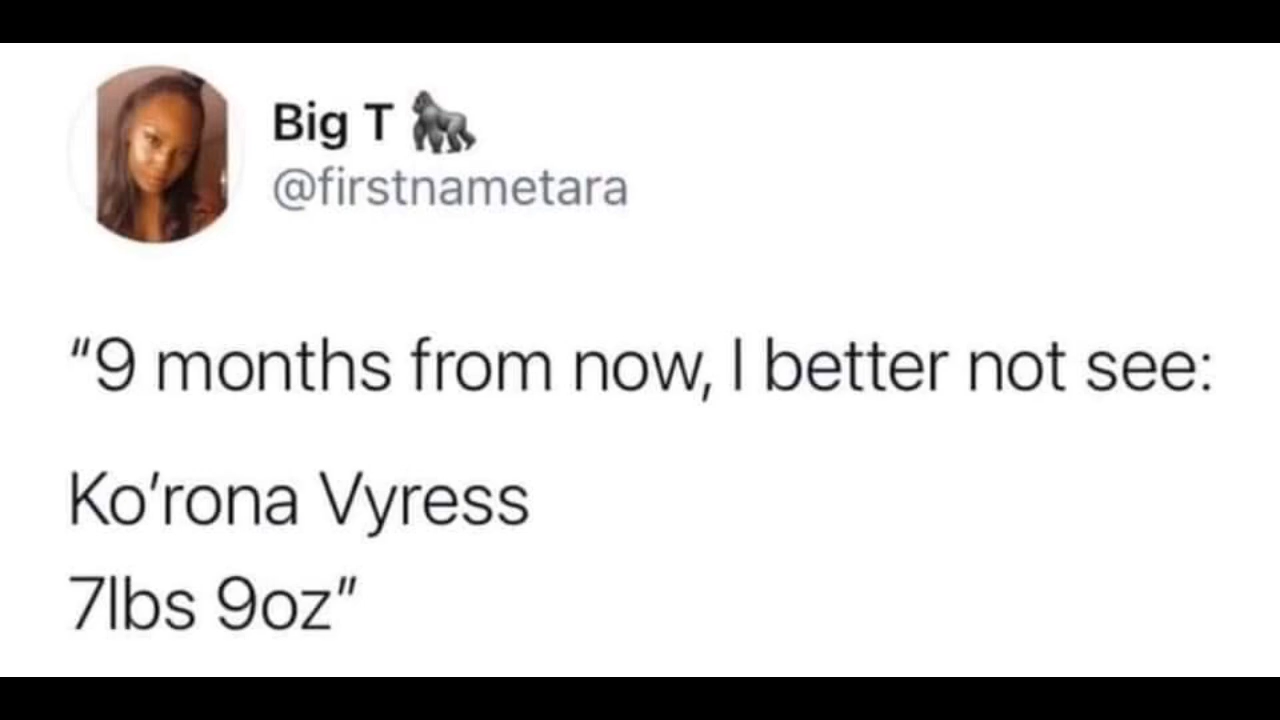 Big T 🦍
@firstnametara
“9 months from now, I better not see:
Ko’rona Vyress
7lbs 9oz”